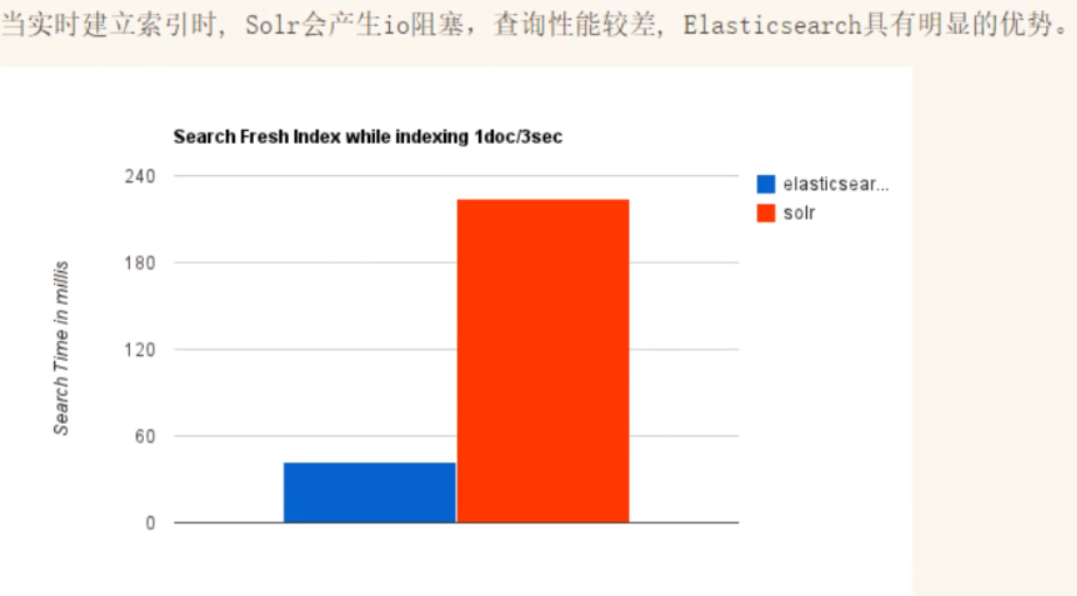 当实时建立索引时, Solr会产生io阻塞，查询性能较差, Elasticsearch具有明显的优势。
Search Fresh Index while indexing 1doc/3sec
240
180
120
60
0
Search Time in millis
elasticsear...
solr